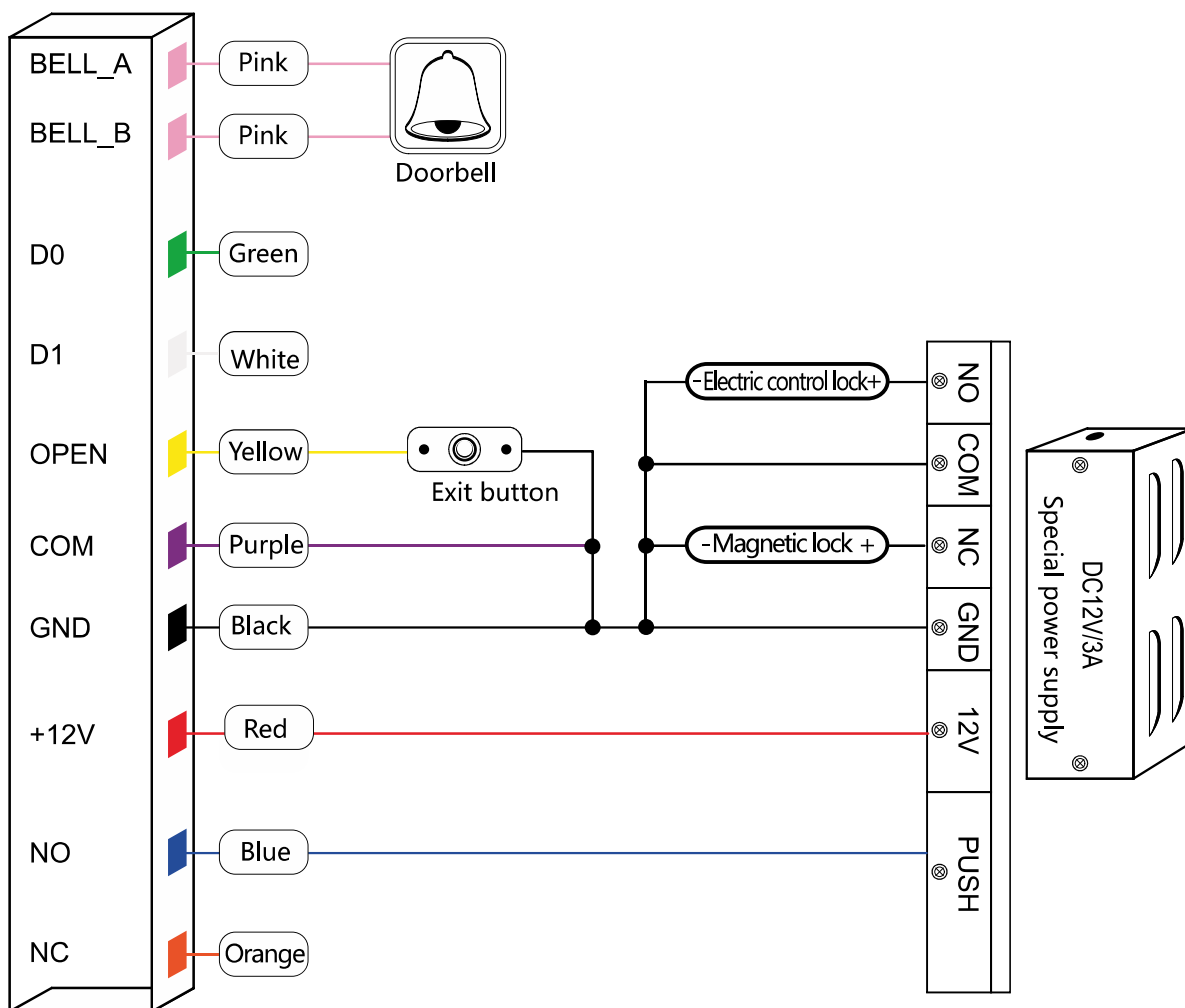 BELL_A
Pink
BELL_B
Pink
Doorbell
D0
Green
D1
White
OPEN
Yellow
Exit button
COM
Purple
GND
Black
+12V
Red
NO
Blue
NC
Orange
-Electric control lock+
-Magnetic lock +
NO
COM
NC
GND
12V
PUSH
DC12V/3A
Special power supply